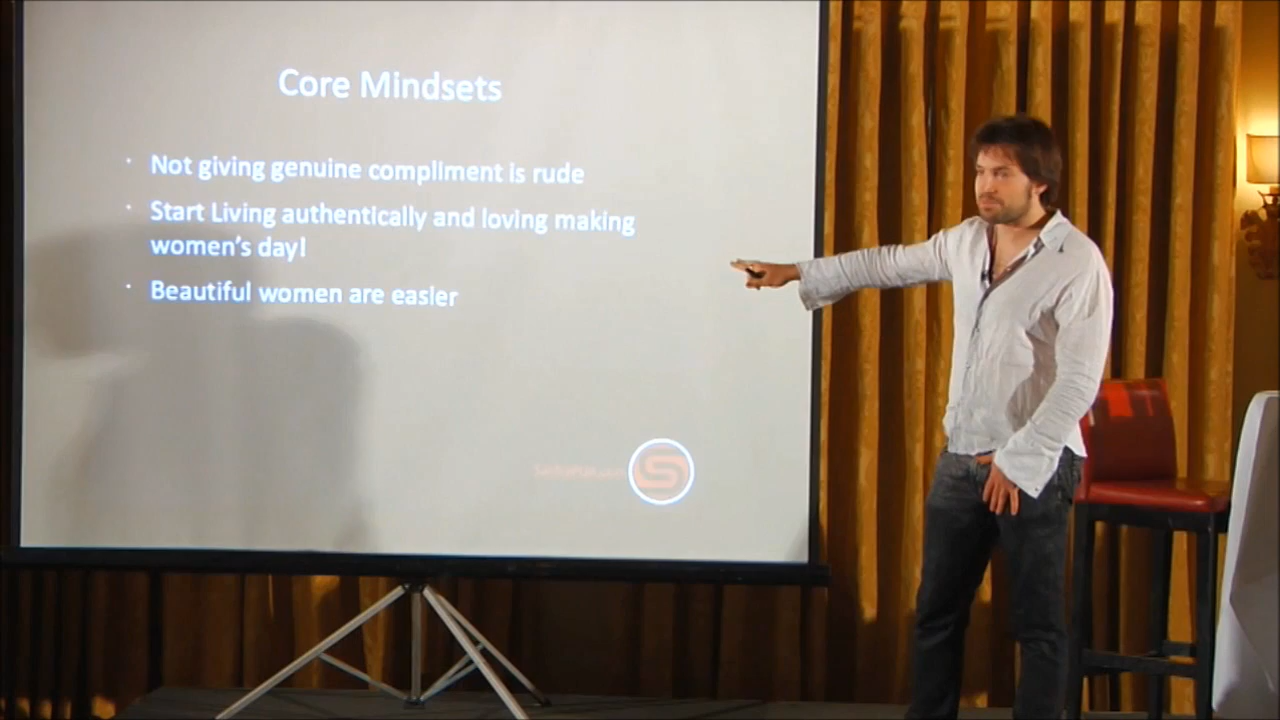 Core Mindsets
Not giving genuine compliment is rude
Start Living authentically and loving making
women's day!
Beautiful women are easier
S